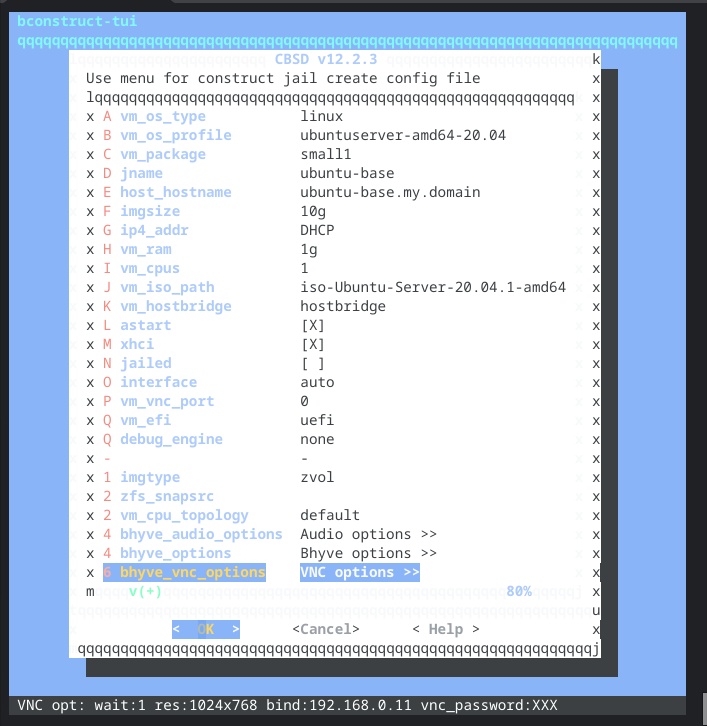 bconstruct-tui
qqqqqqqqqqqqqqqqqqqqqqqqqqqqqqqqqqqqqqqqqqqqqqqqqqqqqqqqqqqqqqqqqqqqqqqqqqqqqq
CBSD v12.2.3 k
Use menu for construct jail create config file x
lqqqqqqqqqqqqqqqqqqqqqqqqqqqqqqqqqqqqqqqqqqqqqqqqqqqqqqqqq x
x A vm_os_type linux x
x B vm_os_profile ubuntuserver-amd64-20.04 x
x C vm_package small1 x
x D jname ubuntu-base x
x E host_hostname ubuntu-base.my.domain x
x F imgsize 10g x
x G ip4_addr DHCP x
x H vm_ram 1g x
x I vm_cpus 1 x
x J vm_iso_path iso-Ubuntu-Server-20.04.1-amd64 x
x K vm_hostbridge hostbridge x
x L astart [X] x
x M xhci [X] x
x N jailed [ ] x
x O interface auto x
x P vm_vnc_port 0 x
x Q vm_efi uefi x
x Q debug_engine none x
x - - x
x 1 imgtype zvol x
x 2 zfs_snapsrc x
x 2 vm_cpu_topology default x
x 4 bhyve_audio_options Audio options >> x
x 4 bhyve_options Bhyve options >> x
x 6 bhyve_vnc_options VNC options >> x
m v(+) 80% x
u
< OK > <Cancel> < Help > x
qqqqqqqqqqqqqqqqqqqqqqqqqqqqqqqqqqqqqqqqqqqqqqqqqqqqqqqqqqqqj
VNC opt: wait:1 res:1024x768 bind:192.168.0.11 vnc_password:XXX